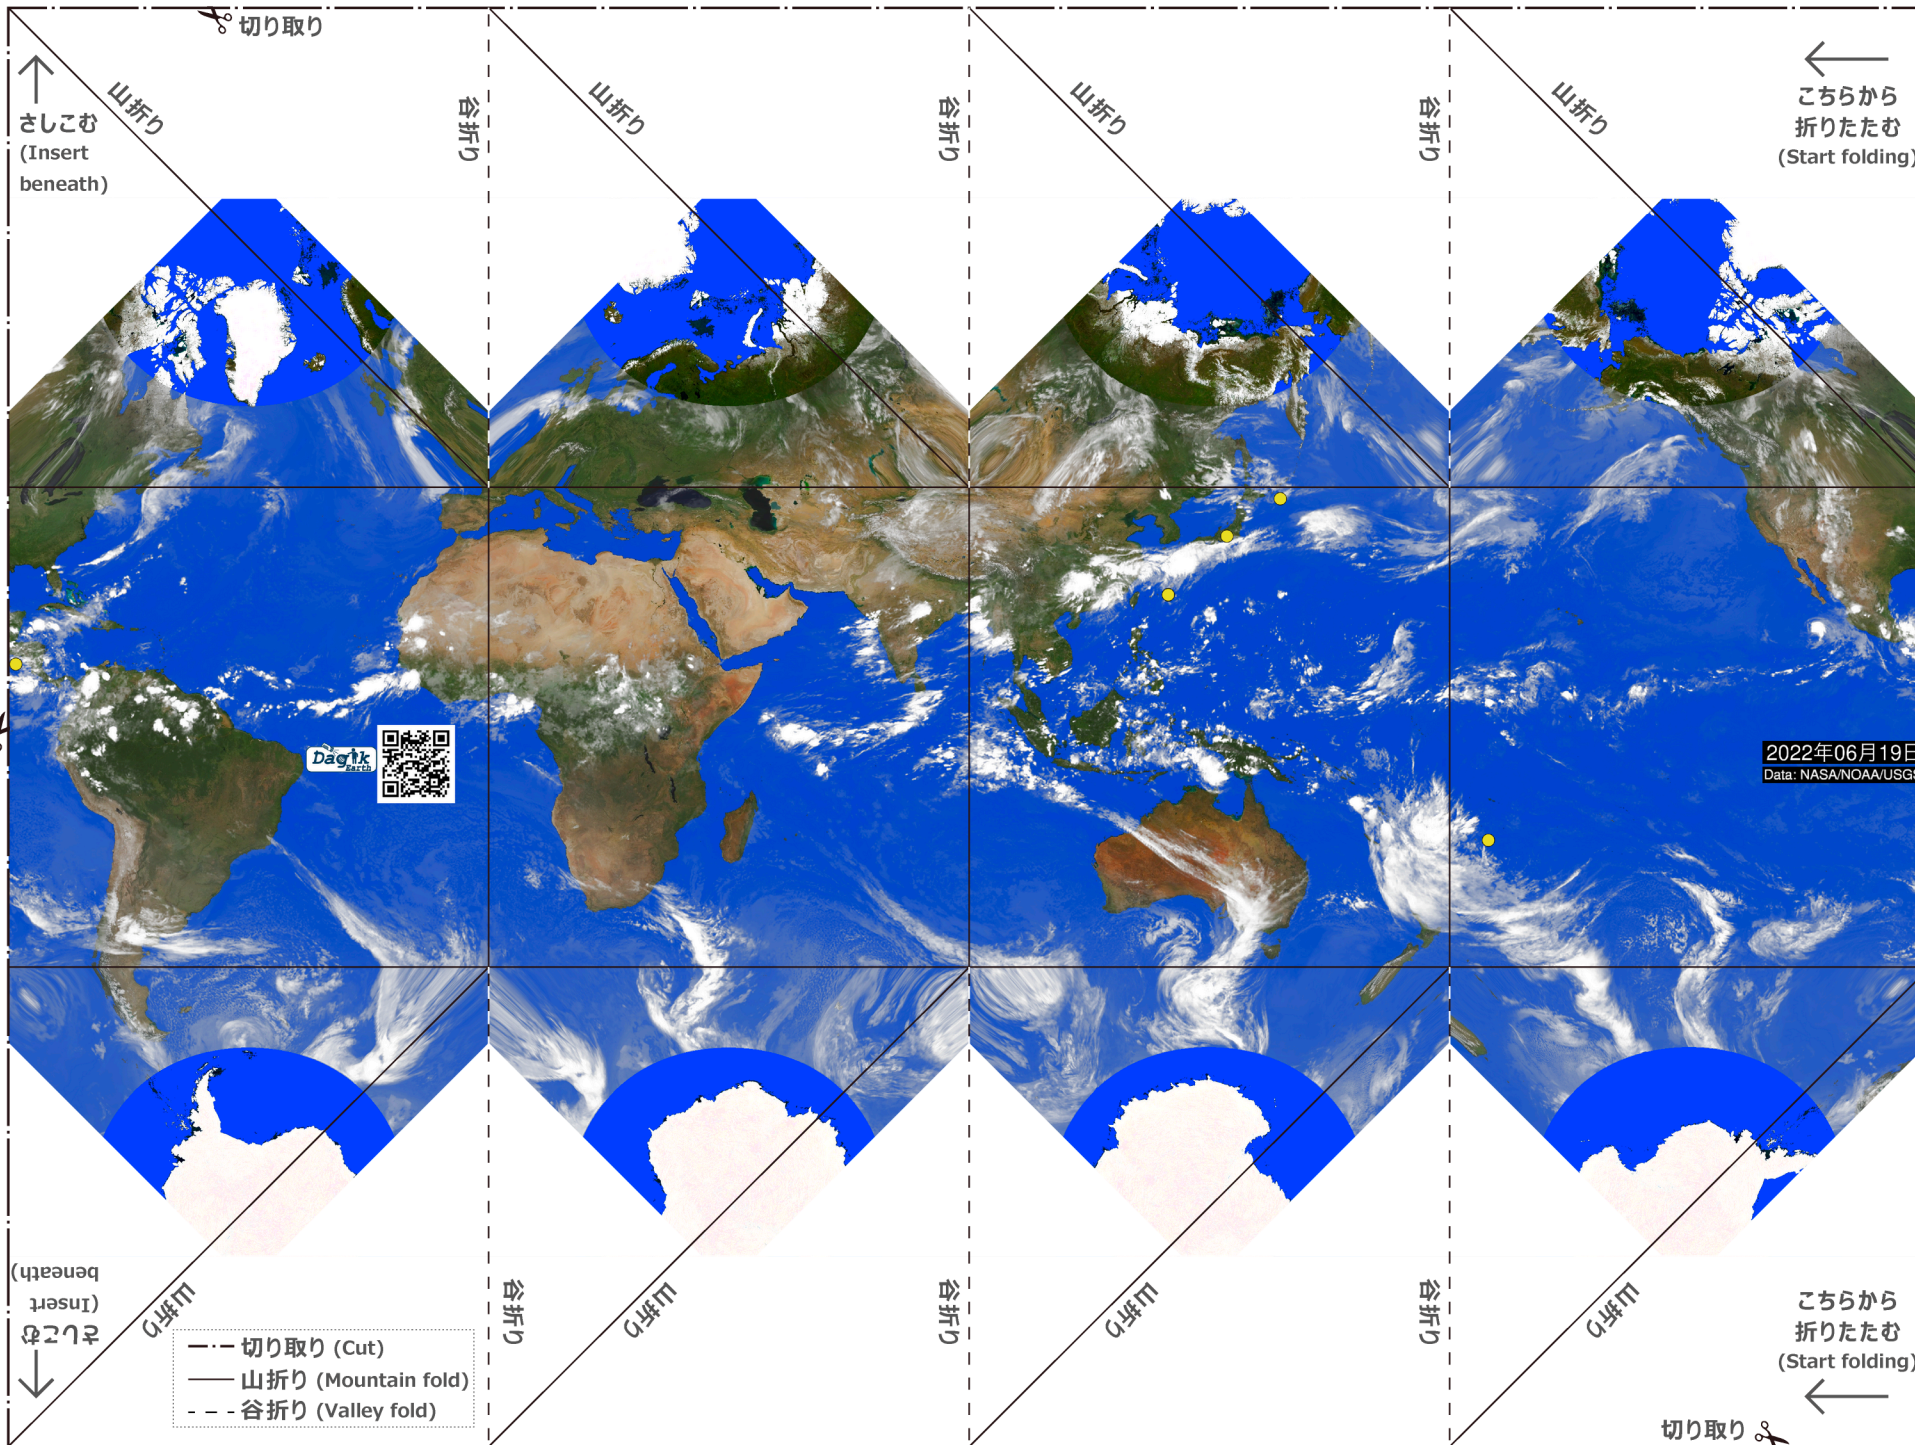 切り取り
さしこむ
(Insert
beneath)
山折り
谷折り
山折り
谷折り
山折り
谷折り
山折り
こちらから
折りたたむ
(Start folding)
Dagik
Earth
2022年06月19日
Data: NASA/NOAA/USGS
さしこむ
(Insert
beneath)
山折り
谷折り
山折り
谷折り
山折り
谷折り
山折り
こちらから
折りたたむ
(Start folding)
切り取り (Cut)
山折り (Mountain fold)
谷折り (Valley fold)
切り取り